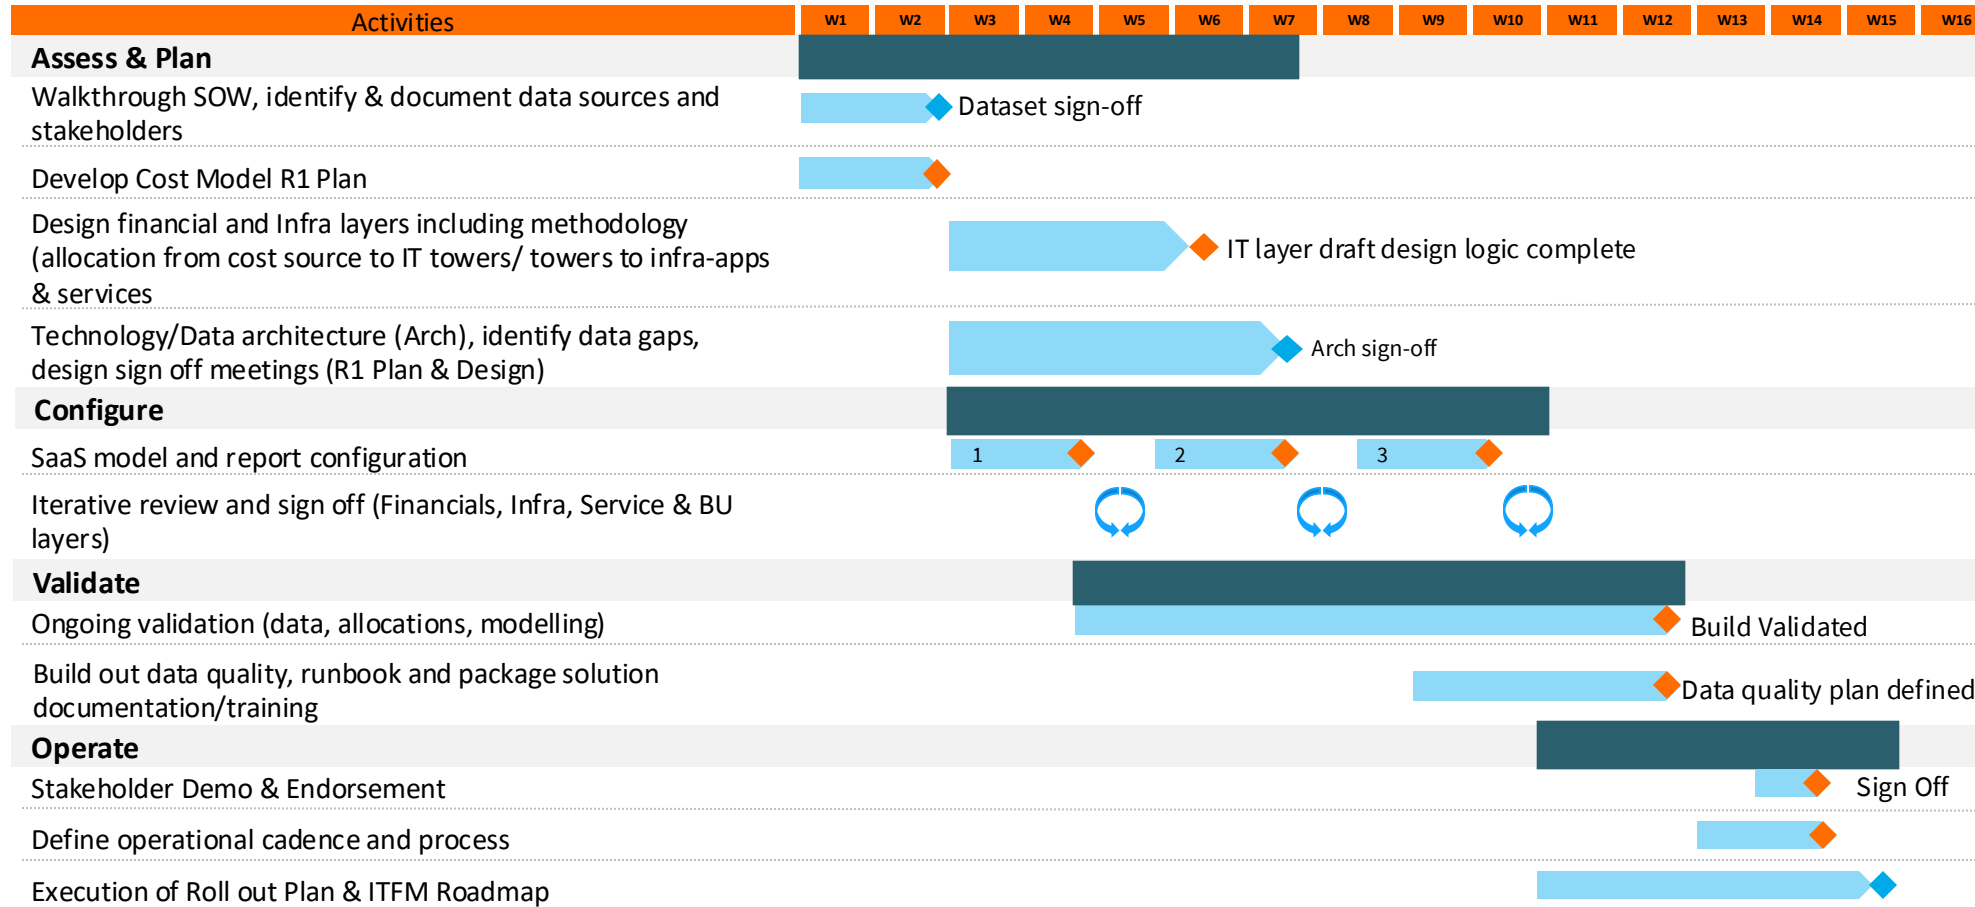 Activities W1 W2 W3 W4 W5 W6 W7 W8 W9 W10 W11 W12 W13 W14 W15 W16
Assess & Plan
Walkthrough SOW, identify & document data sources and
stakeholders
Dataset sign-off
Develop Cost Model R1 Plan
Design financial and Infra layers including methodology
(allocation from cost source to IT towers/ towers to infra-apps
& services
IT layer draft design logic complete
Technology/Data architecture (Arch), identify data gaps,
design sign off meetings (R1 Plan & Design)
Arch sign-off
Configure
SaaS model and report configuration
1 2 3
Iterative review and sign off (Financials, Infra, Service & BU
layers)
Validate
Ongoing validation (data, allocations, modelling)
Build Validated
Build out data quality, runbook and package solution
documentation/training
Data quality plan defined
Operate
Stakeholder Demo & Endorsement
Sign Off
Define operational cadence and process
Execution of Roll out Plan & ITFM Roadmap